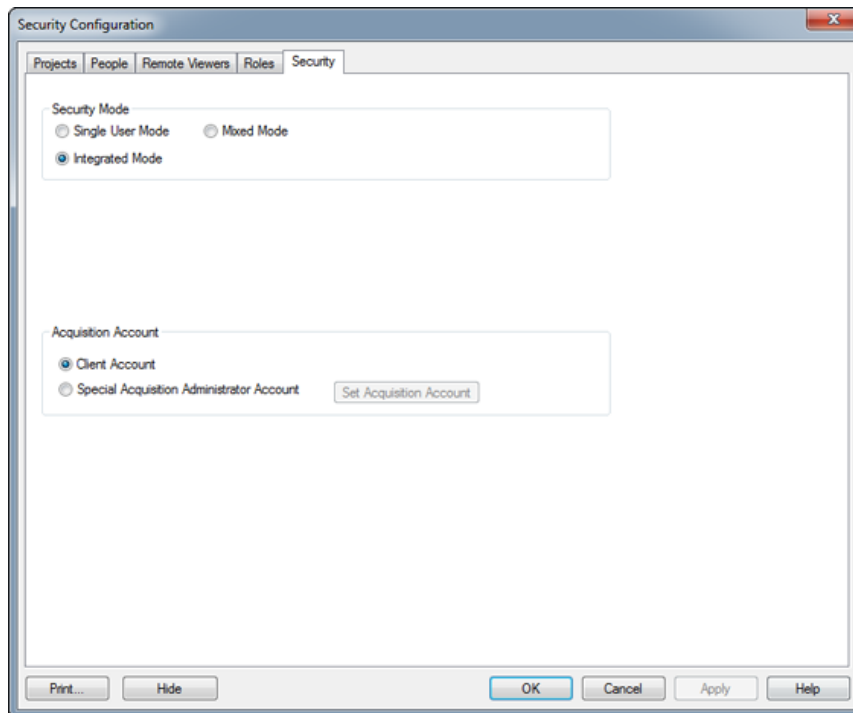 Security Configuration
Projects People Remote Viewers Roles Security
Security Mode
Single User Mode Mixed Mode
Integrated Mode
Acquisition Account
Client Account
Special Acquisition Administrator Account Set Acquisition Account
Print... Hide OK Cancel Apply Help